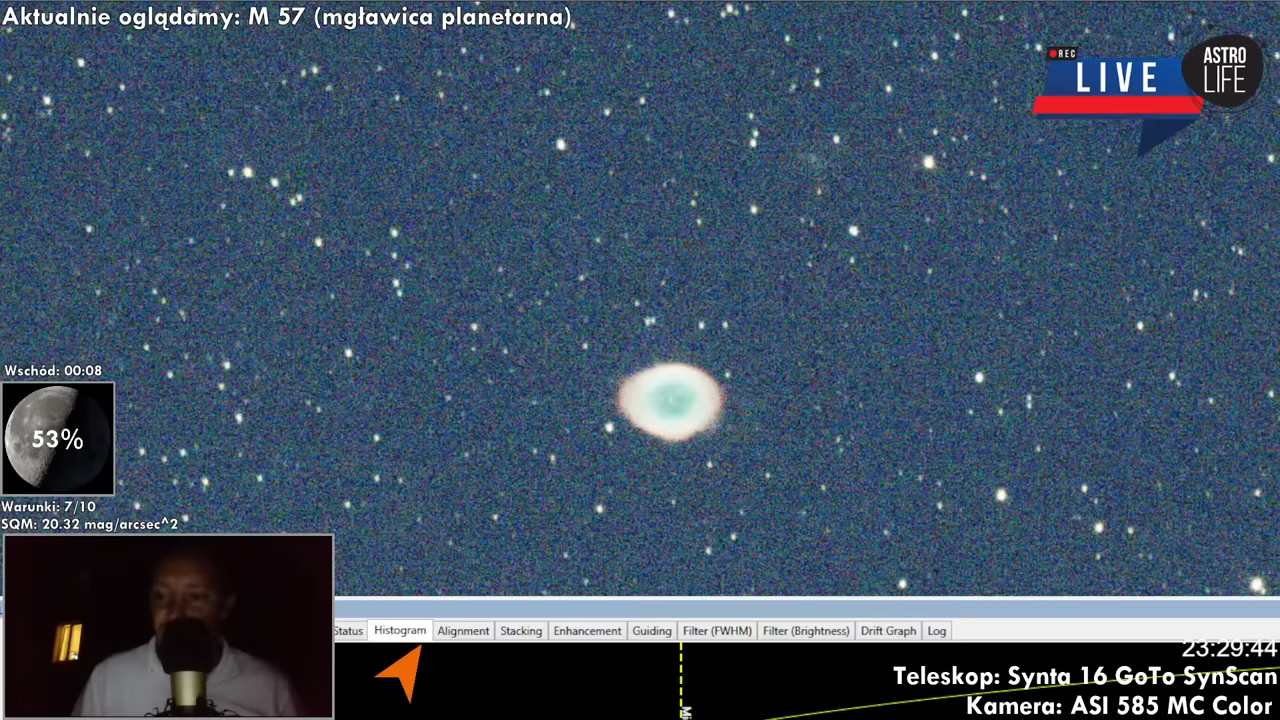 Aktualnie oglądamy: M 57 (mgławica planetarna)
REC
LIVE
ASTRO
LIFE
Wschód: 00:08
53%
Warunki: 7/10
SQM: 20.32 mag/arcsec^2
Status Histogram Alignment Stacking Enhancement Guiding Filter (FWHM) Filter (Brightness) Drift Graph Log
23:29:44
Teleskop: Synta 16 GoTo SynScan
Kamera: ASI 585 MC Color